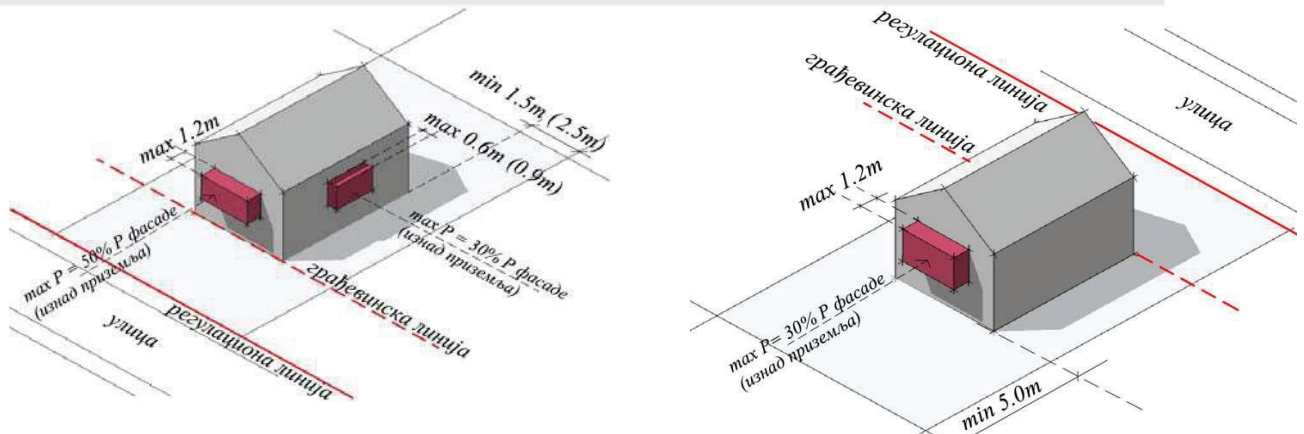 max 1.2m
min 1.5m (2.5m)
max 0.6m (0.9m)
max P = 50% P фасаде
(изнад приземља)
max P = 30% P фасаде
(изнад приземља)
грађевинска линија
регулациона линија
улица
регулациона линија
грађевинска линија
улица
max 1.2m
max P= 30% P фасаде
(изнад приземља)
min 5.0m